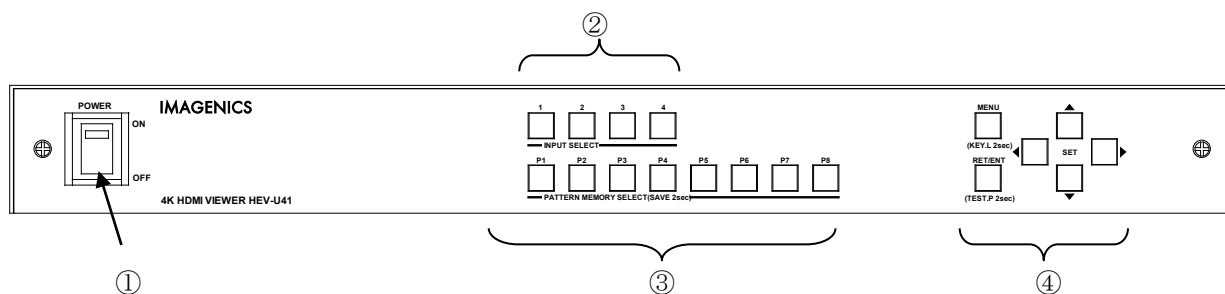 ②
POWER
IMAGENICS
ON
OFF
4K HDMI VIEWER HEV-U41
1 2 3 4
INPUT SELECT
P1 P2 P3 P4 P5 P6 P7 P8
PATTERN MEMORY SELECT(SAVE 2sec)
MENU
(KEY.L 2sec)
RET/ENT
(TEST.P 2sec)
SET
①
③
④